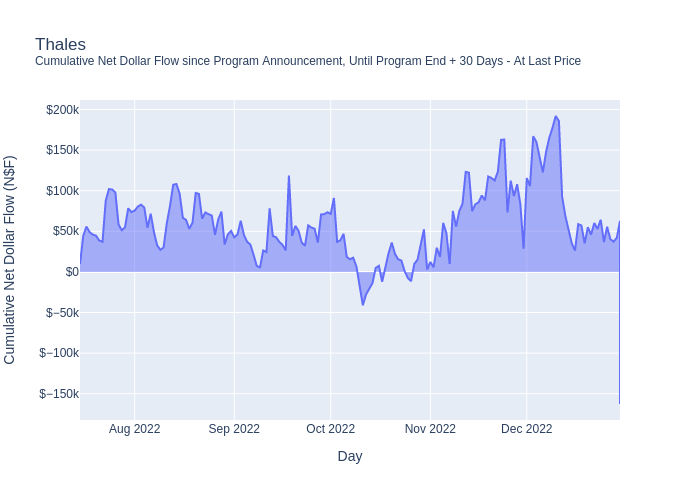 Thales
Cumulative Net Dollar Flow since Program Announcement, Until Program End + 30 Days - At Last Price
Cumulative Net Dollar Flow (N$F)
$200k
$150k
$100k
$50k
$0
$−50k
$−100k
$−150k
Aug 2022 Sep 2022 Oct 2022 Nov 2022 Dec 2022
Day